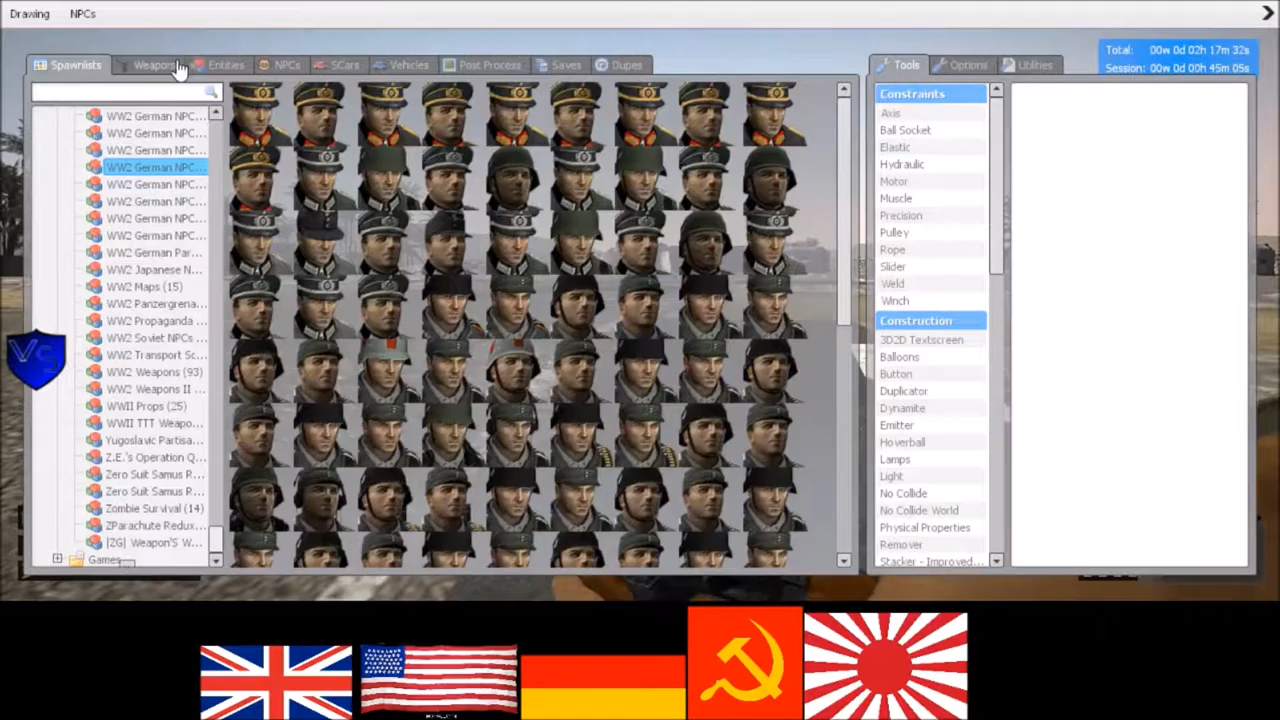 Drawing NPCs
Total: 00w 0d 02h 17m 32s
Session: 00w 0d 00h 45m 05s
Spawnlists Weapons Entities NPCs SCars Vehicles Post Process Saves Dupes
Tools Options Utilities
WW2 German NPC...
WW2 German NPC...
WW2 German NPC...
WW2 German NPC...
WW2 German NPC...
WW2 German NPC...
WW2 German NPC...
WW2 German NPC...
WW2 German Par...
WW2 Japanese N...
WW2 Maps (15)
WW2 Panzergrena...
WW2 Propaganda ...
WW2 Soviet NPCs ...
WW2 Transport Sc...
WW2 Weapons (93)
WW2 Weapons II ...
WWII Props (25)
WWII TTT Weapo...
Yugoslavic Partisa...
Z.E.'s Operation Q...
Zero Suit Samus R...
Zero Suit Samus R...
Zombie Survival (14)
ZParachute Redux...
[ZG] Weapon'S W...
Games
VS
Constraints
Axis
Ball Socket
Elastic
Hydraulic
Motor
Muscle
Precision
Pulley
Rope
Slider
Weld
Winch
Construction
3D2D Textscreen
Balloons
Button
Duplicator
Dynamite
Emitter
Hoverball
Lamps
Light
No Collide
No Collide World
Physical Properties
Remover
Stacker - Improved...